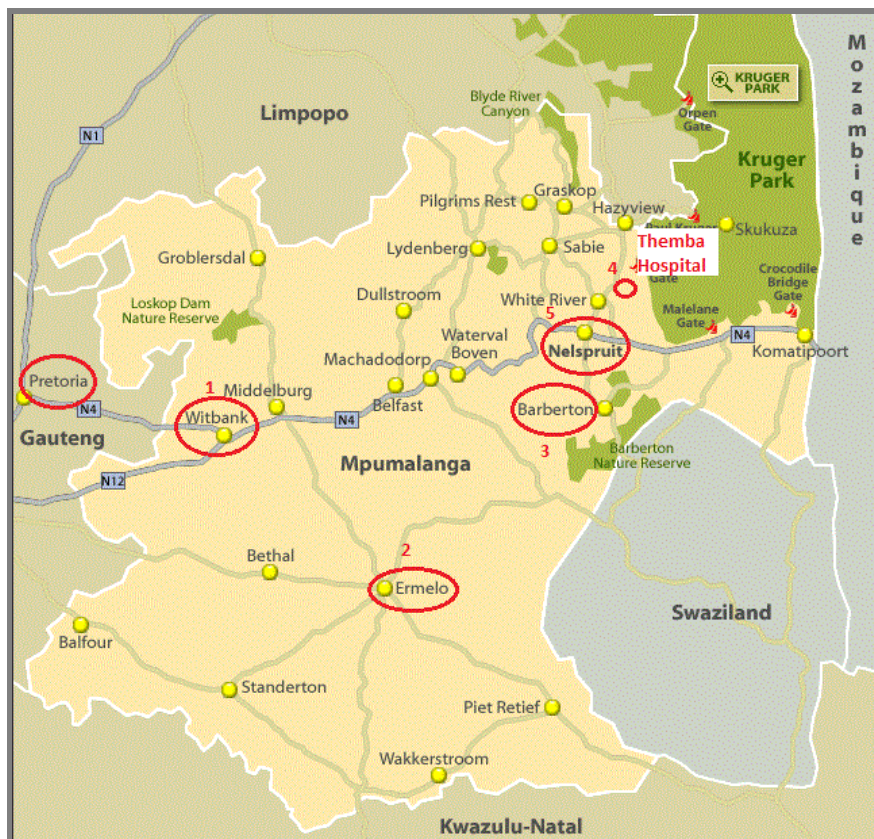 Mozambique
KRUGER
PARK
Blyde River
Canyon
Limpopo
Orpen
Gate
N1
Kruger
Park
Pilgrims Rest
Graskop
Hazyview
Paul Kruger
Skukuza
Themba
Hospital
Groblersdal
Lydenberg
Sabie
4
Gate
Crocodile
Bridge
Gate
Dullstroom
White River
Loskop Dam
Nature Reserve
5
Malelane
Gate
Waterval
Boven
N4
Nelspruit
Komatipoort
Machadodorp
Pretoria
1
Middelburg
Belfast
N4
Witbank
N4
Barberton
Gauteng
3
Barberton
Nature Reserve
Mpumalanga
N12
2
Bethal
Ermelo
Swaziland
Balfour
Standerton
Piet Retief
Wakkerstroom
Kwazulu-Natal